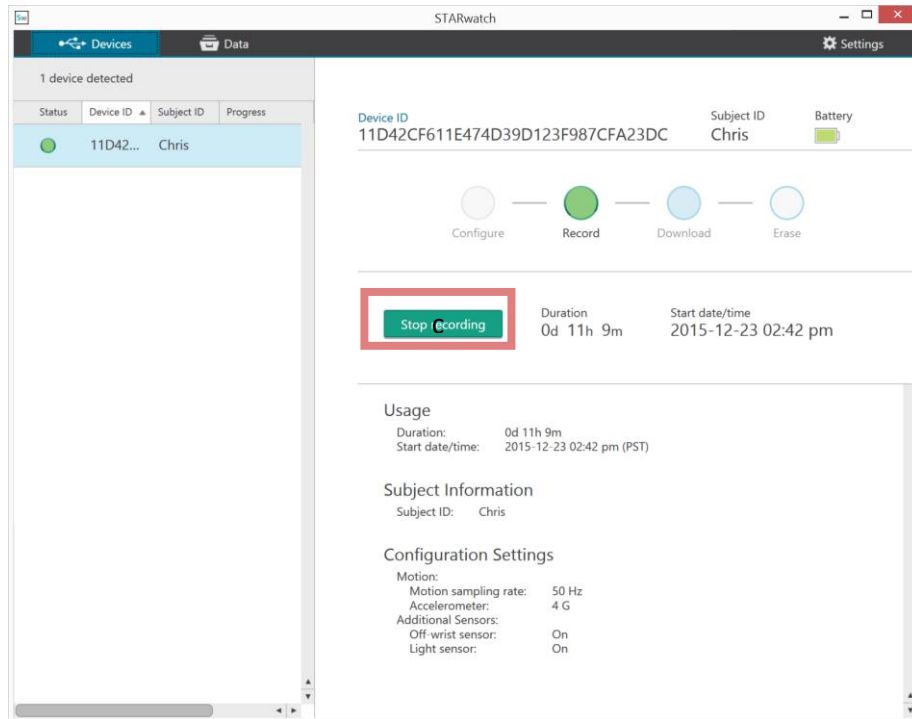 Sw STARwatch
Devices Data Settings
1 device detected
Status Device ID Subject ID Progress
11D42... Chris
Device ID Subject ID Battery
11D42CF611E474D39D123F987CFA23DC Chris
Configure Record Download Erase
Stop recording
C
Duration Start date/time
0d 11h 9m 2015-12-23 02:42 pm
Usage
Duration: 0d 11h 9m
Start date/time: 2015-12-23 02:42 pm (PST)
Subject Information
Subject ID: Chris
Configuration Settings
Motion:
Motion sampling rate: 50 Hz
Accelerometer: 4 G
Additional Sensors:
Off-wrist sensor: On
Light sensor: On